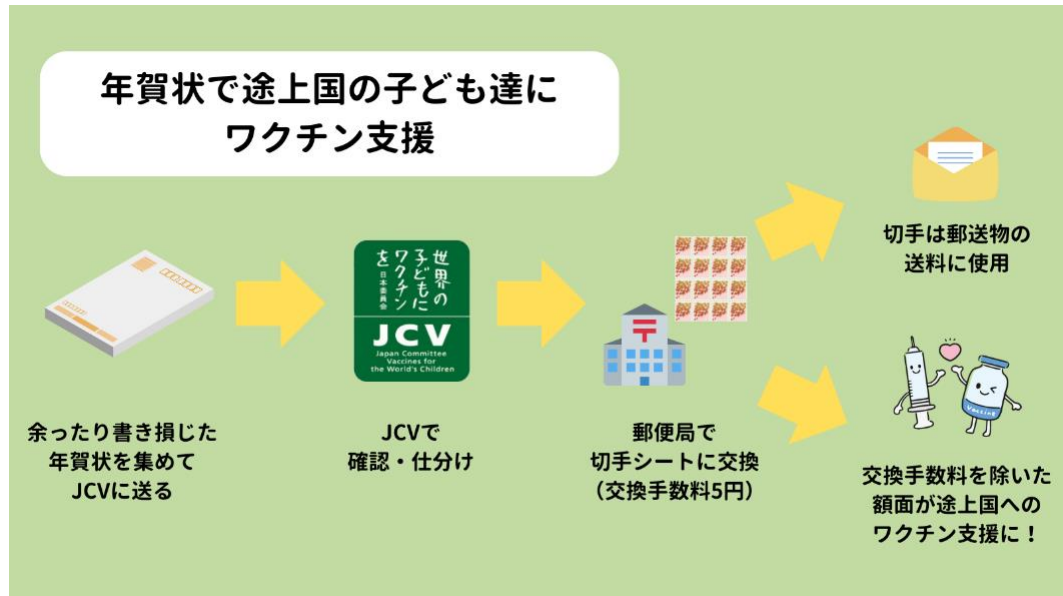 年賀状で途上国の子ども達に
ワクチン支援
余ったり書き損じた
年賀状を集めて
JCVに送る
世界の
子どもに
ワクチン
を日本委員会
JCV
Japan Committee
Vaccines for
the World's Children
JCVで
確認・仕分け
〒
郵便局で
切手シートに交換
（交換手数料5円）
切手は郵送物の
送料に使用
Vaccine
交換手数料を除いた
額面が途上国への
ワクチン支援に！